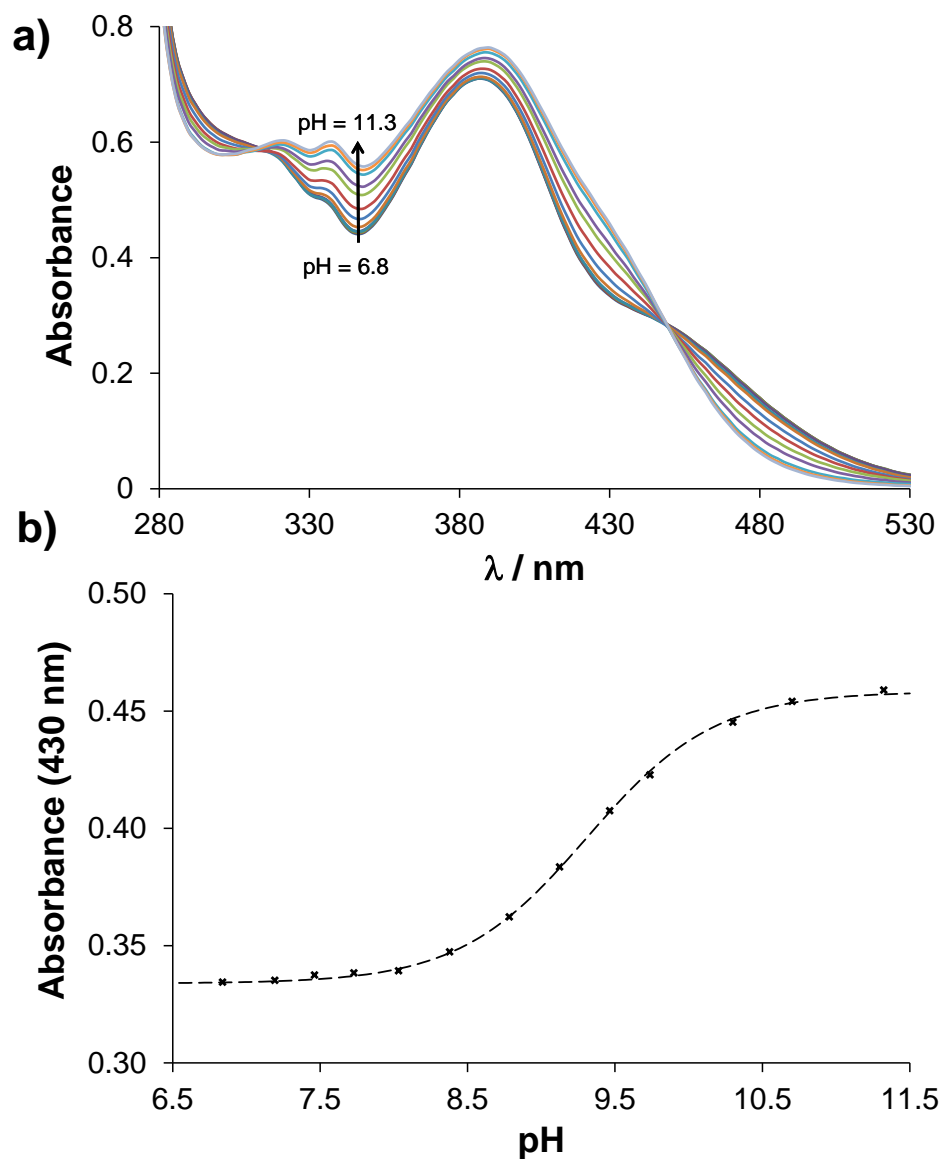 a)
0.8
0.6
0.4
0.2
0
Absorbance
pH = 11.3
pH = 6.8
280 330 380 430 480 530
λ / nm
b)
0.50
0.45
0.40
0.35
0.30
Absorbance (430 nm)
6.5 7.5 8.5 9.5 10.5 11.5
pH